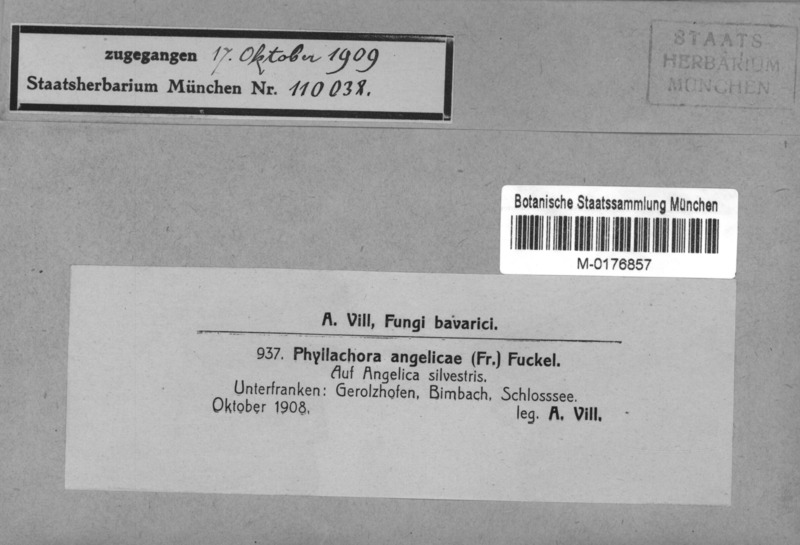 zugegangen 17. Oktober 1909
Staatsherbarium München Nr. 110038.
STAATS
HERBARIUM
MÜNCHEN
Botanische Staatssammlung München
M-0176857
A. Vill, Fungi bavarici.
937. Phyllachora angelicae (Fr.) Fuckel.
Auf Angelica silvestris.
Unterfranken: Gerolzhofen, Bimbach, Schlosssee.
Oktober 1908. leg. A. Vill.